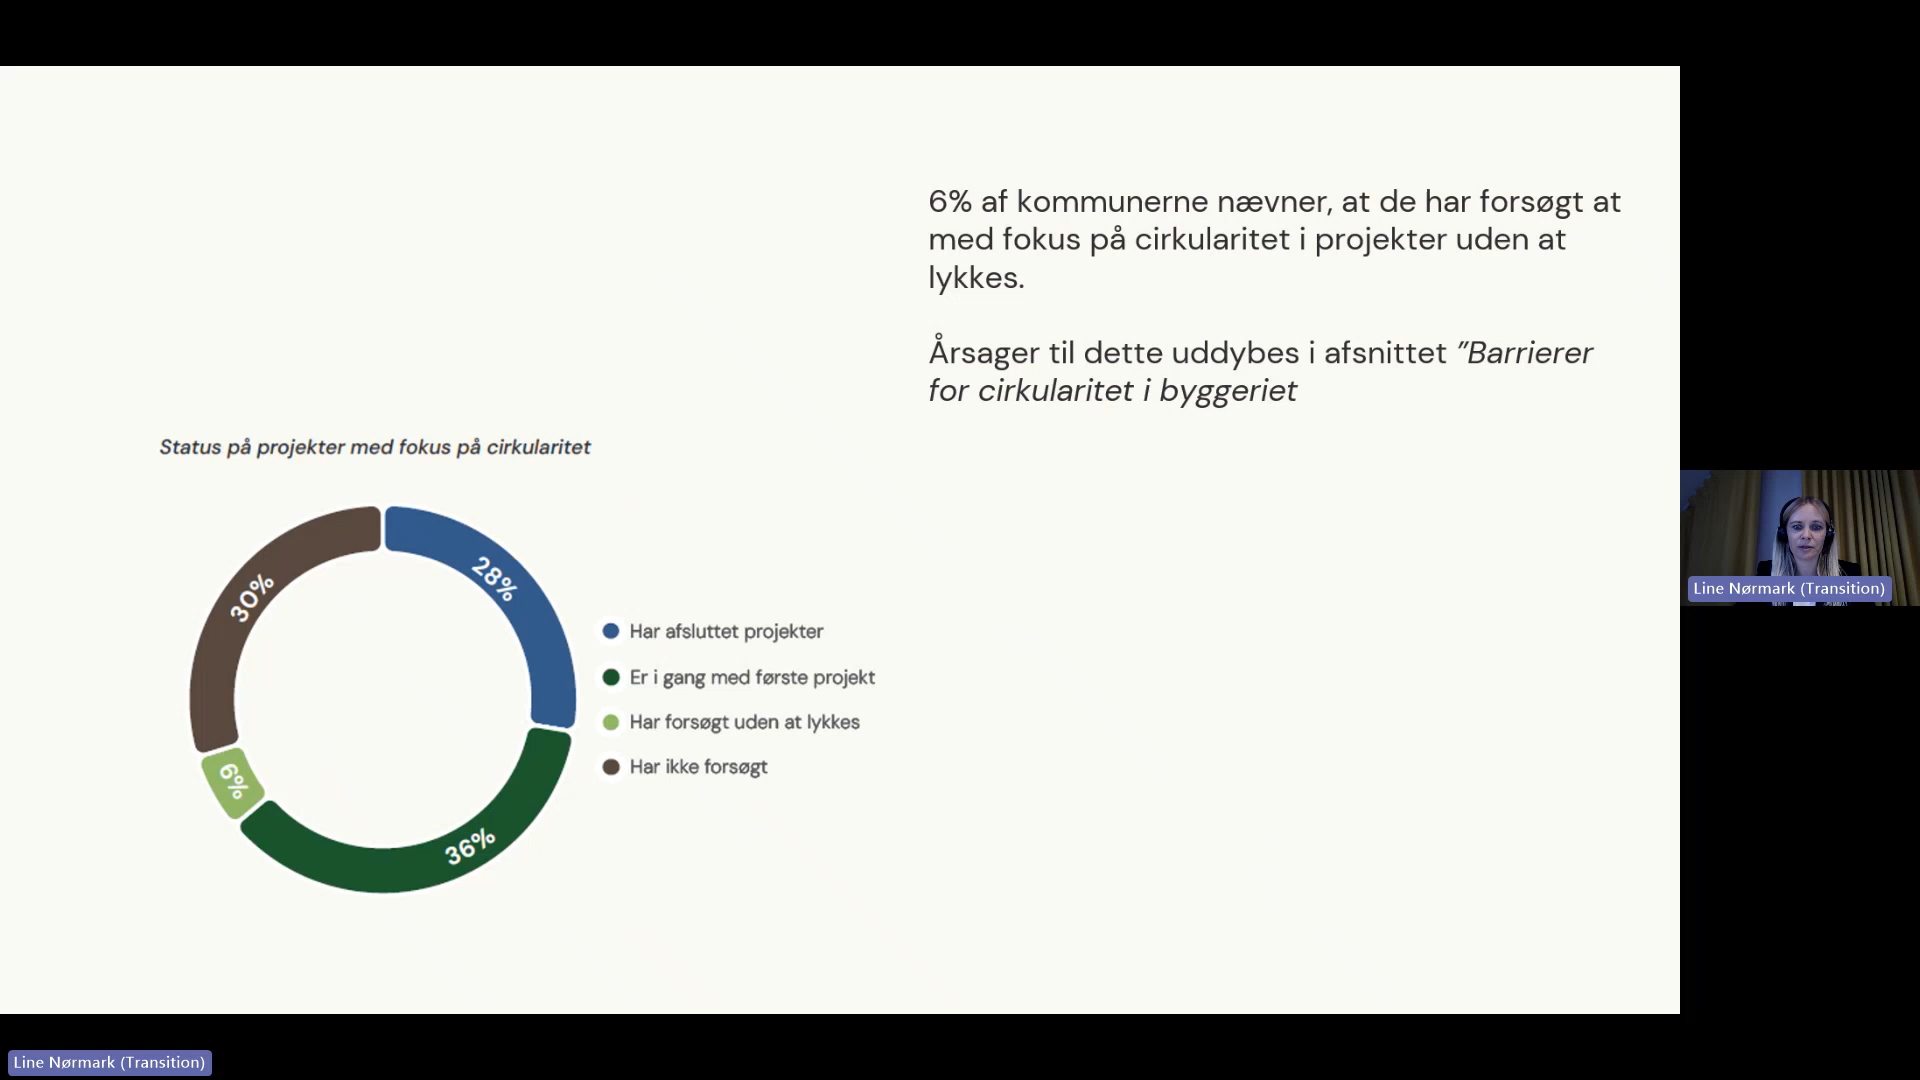 6% af kommunerne nævner, at de har forsøgt at
med fokus på cirkularitet i projekter uden at
lykkes.
Årsager til dette uddybes i afsnittet ”Barrierer
for cirkularitet i byggeriet
Status på projekter med fokus på cirkularitet
28%
30%
6%
36%
Har afsluttet projekter
Er i gang med første projekt
Har forsøgt uden at lykkes
Har ikke forsøgt
Line Nørmark (Transition)
Line Nørmark (Transition)